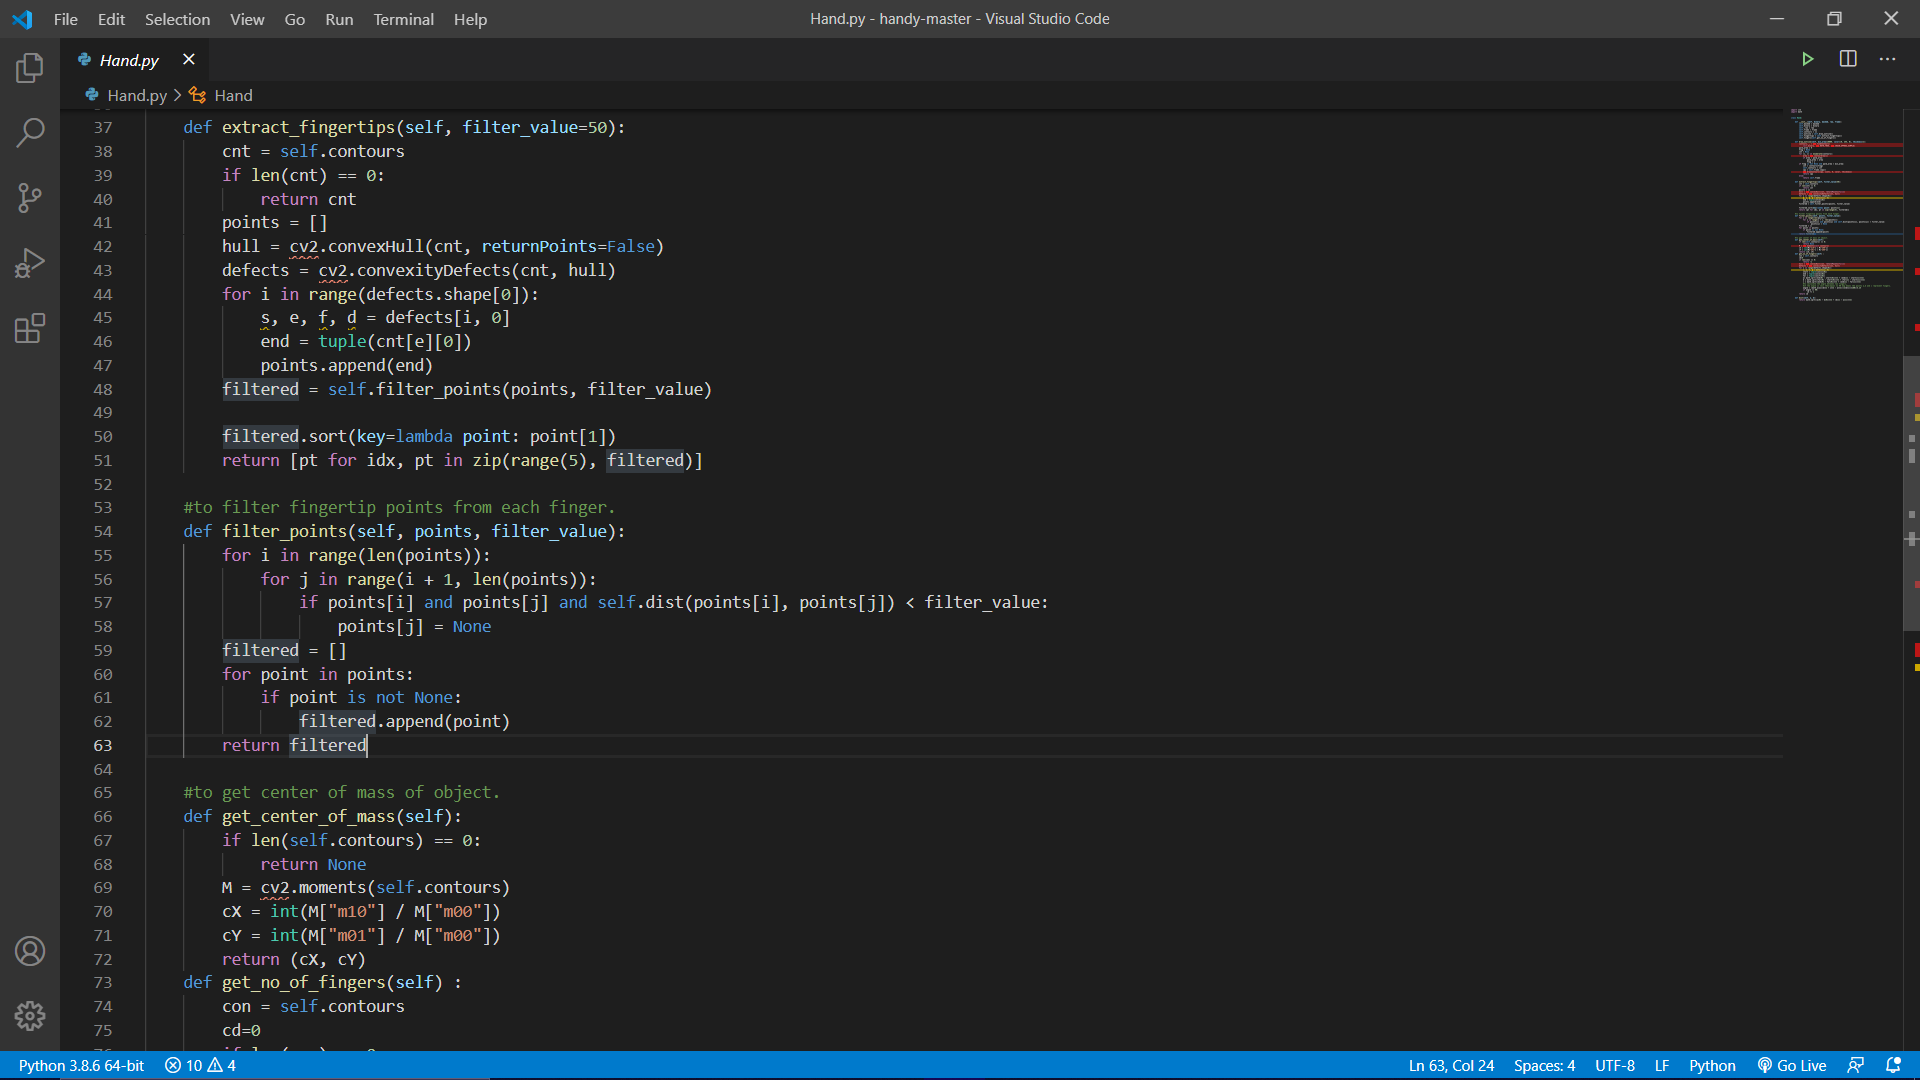 File Edit Selection View Go Run Terminal Help
Hand.py - handy-master - Visual Studio Code
Hand.py
Hand.py > Hand
37 def extract_fingertips(self, filter_value=50):
38 cnt = self.contours
39 if len(cnt) == 0:
40 return cnt
41 points = []
42 hull = cv2.convexHull(cnt, returnPoints=False)
43 defects = cv2.convexityDefects(cnt, hull)
44 for i in range(defects.shape[0]):
45 s, e, f, d = defects[i, 0]
46 end = tuple(cnt[e][0])
47 points.append(end)
48 filtered = self.filter_points(points, filter_value)
49
50 filtered.sort(key=lambda point: point[1])
51 return [pt for idx, pt in zip(range(5), filtered)]
52
53 #to filter fingertip points from each finger.
54 def filter_points(self, points, filter_value):
55 for i in range(len(points)):
56 for j in range(i + 1, len(points)):
57 if points[i] and points[j] and self.dist(points[i], points[j]) < filter_value:
58 points[j] = None
59 filtered = []
60 for point in points:
61 if point is not None:
62 filtered.append(point)
63 return filtered
64
65 #to get center of mass of object.
66 def get_center_of_mass(self):
67 if len(self.contours) == 0:
68 return None
69 M = cv2.moments(self.contours)
70 cX = int(M["m10"] / M["m00"])
71 cY = int(M["m01"] / M["m00"])
72 return (cX, cY)
73 def get_no_of_fingers(self) :
74 con = self.contours
75 cd=0
Python 3.8.6 64-bit 10 4 Ln 63, Col 24 Spaces: 4 UTF-8 LF Python Go Live